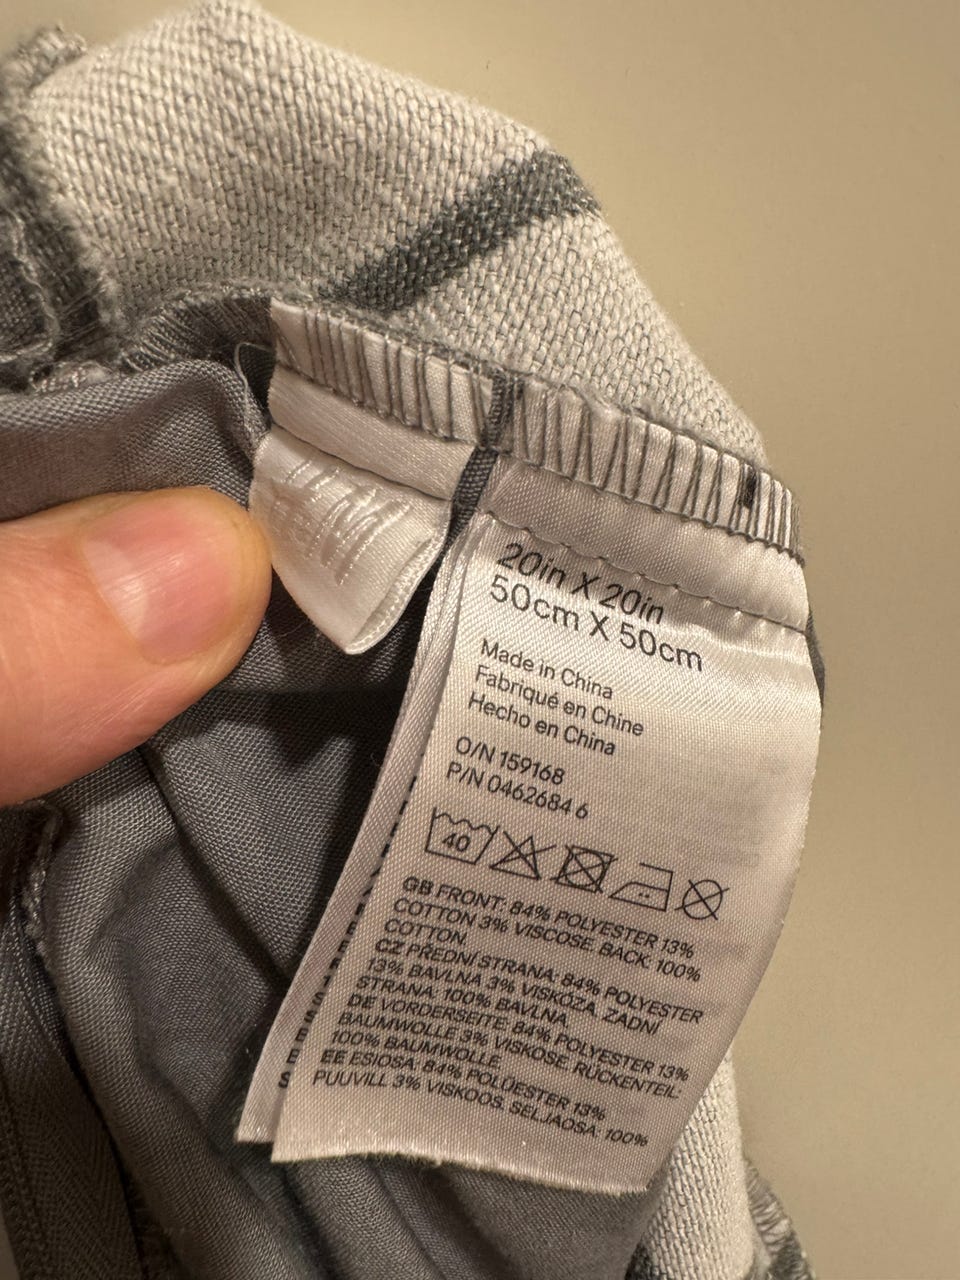 20in X 20in
50cm X 50cm
Made in China
Fabriqué en Chine
Hecho en China
O/N 159168
P/N 0462684 6
40
GB FRONT: 84% POLYESTER 13%
COTTON 3% VISCOSE. BACK: 100%
COTTON.
CZ PŘEDNÍ STRANA: 84% POLYESTER
13% BAVLNA 3% VISKÓZA. ZADNÍ
STRANA: 100% BAVLNA.
DE VORDERSEITE: 84% POLYESTER 13%
BAUMWOLLE 3% VISKOSE. RÜCKENTEIL:
100% BAUMWOLLE.
EE ESIOSA: 84% POLÜESTER 13%
PUUVILL 3% VISKOOS. SELJAOSA: 100%